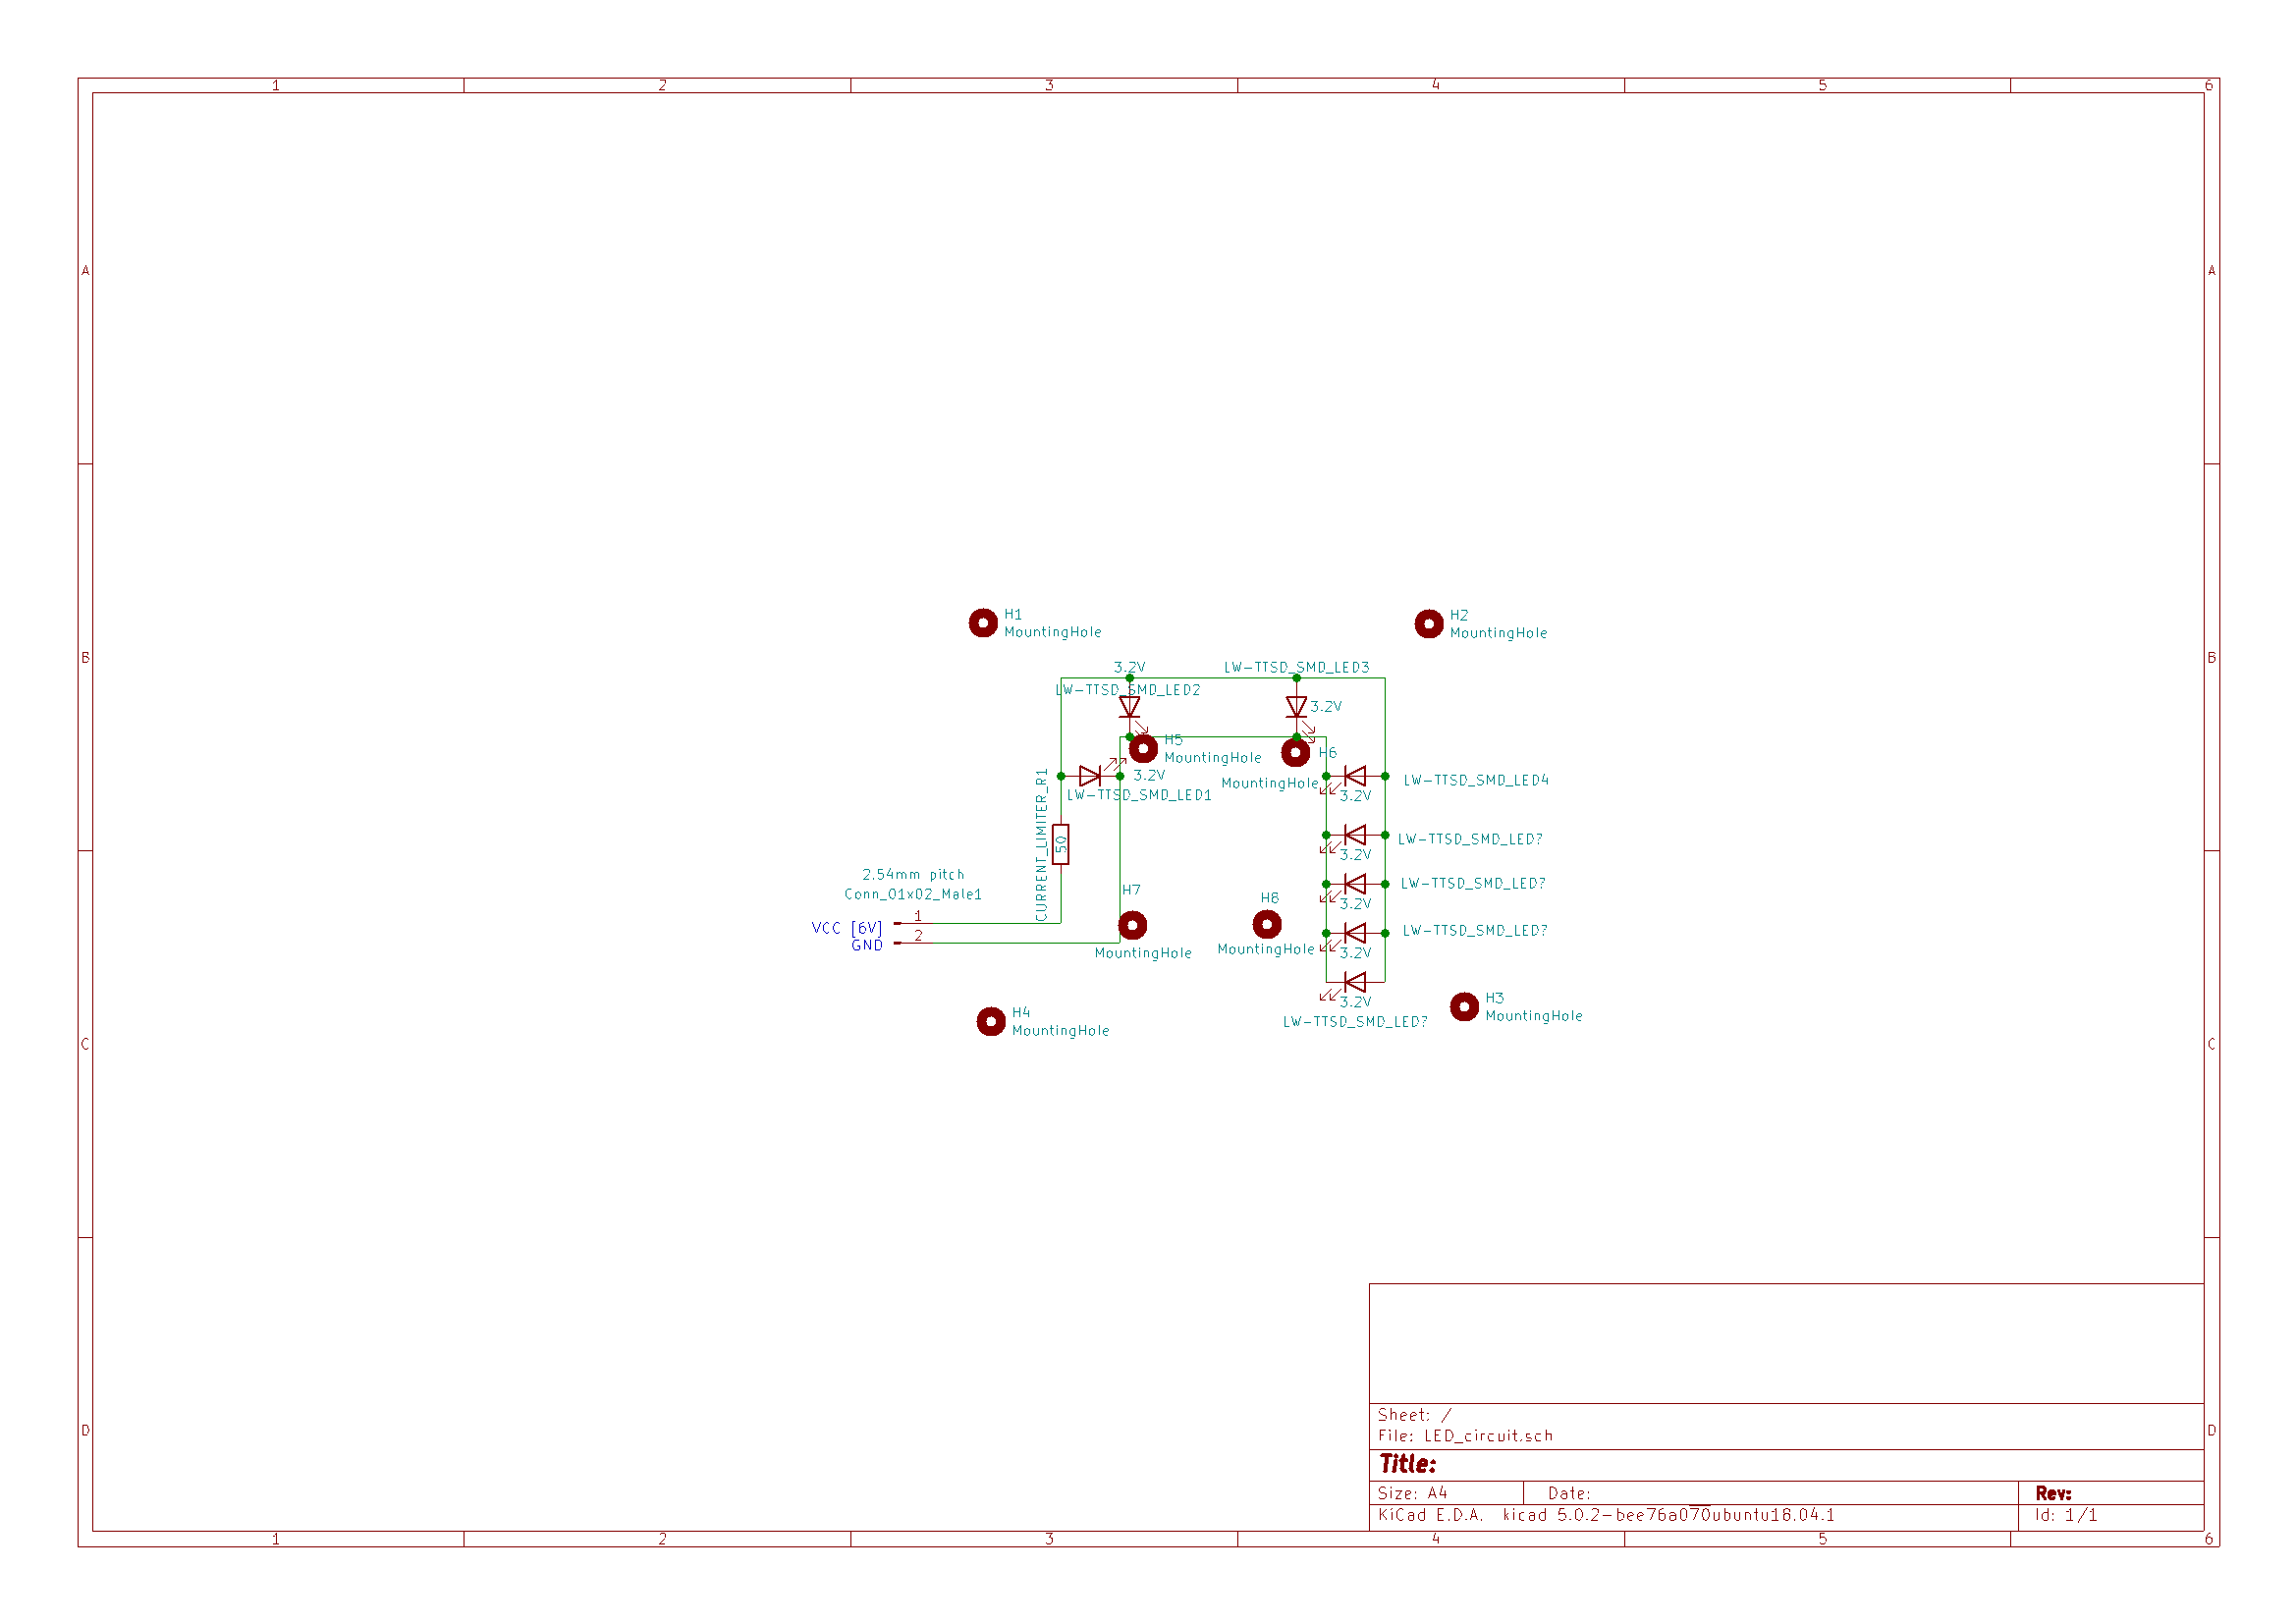 1 2 3 4 5 6
A A
H1
MountingHole
H2
MountingHole
B B
3.2V
LW-TTSD_SMD_LED3
LW-TTSD_SMD_LED2
3.2V
H5
MountingHole
H6
MountingHole
3.2V
LW-TTSD_SMD_LED1
LW-TTSD_SMD_LED4
3.2V
CURRENT_LIMITER_R1
50
LW-TTSD_SMD_LED?
3.2V
2.54mm pitch
Conn_01x02_Male1
H7
LW-TTSD_SMD_LED?
3.2V
H8
1
VCC [6V]
2
GND
MountingHole
MountingHole
LW-TTSD_SMD_LED?
3.2V
H3
MountingHole
3.2V
LW-TTSD_SMD_LED?
H4
MountingHole
C C
Sheet: /
File: LED_circuit.sch
D D
Title:
Size: A4 Date: Rev:
KiCad E.D.A. kicad 5.0.2-bee76a070ubuntu18.04.1 Id: 1/1
1 2 3 4 5 6